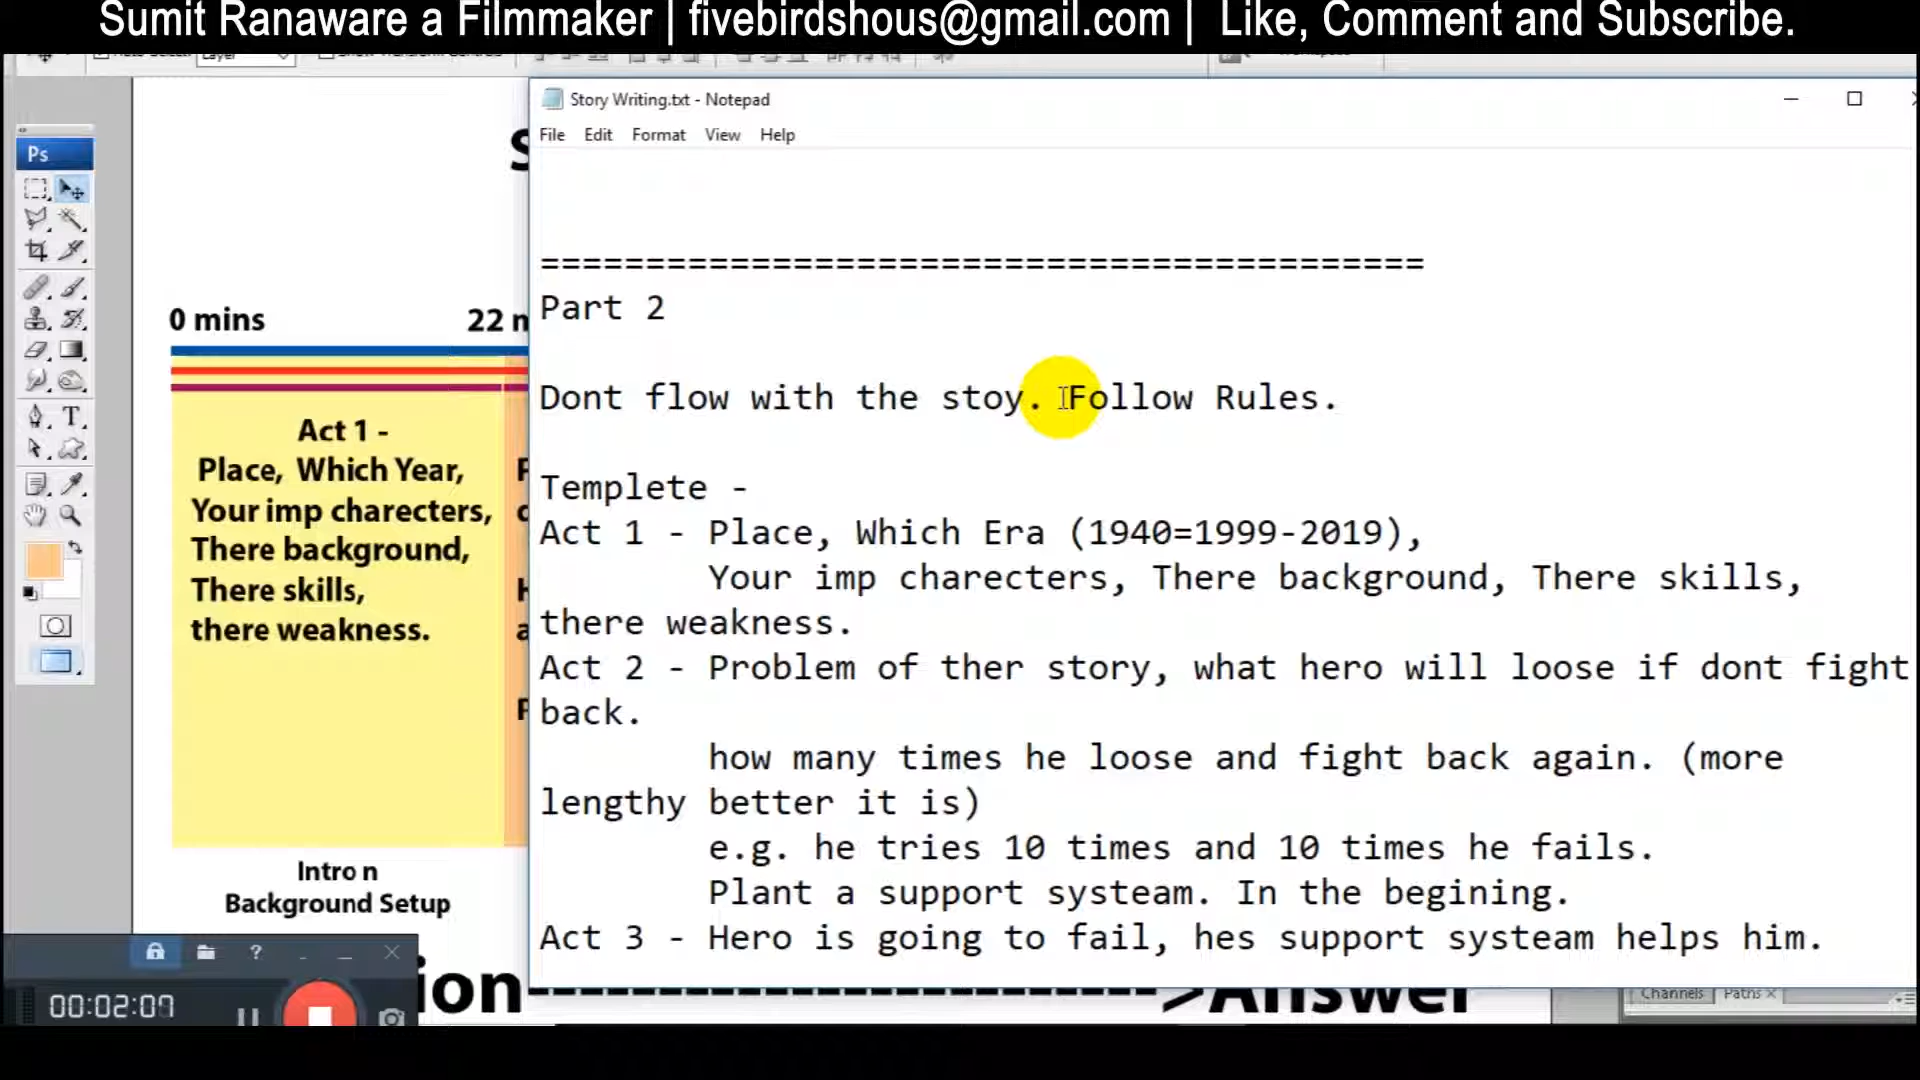 Sumit Ranaware a Filmmaker | fivebirdshous@gmail.com | Like, Comment and Subscribe.
Layer
Story Writing.txt - Notepad
File Edit Format View Help
Ps
S
===========================================
Part 2
0 mins
22 m
Dont flow with the stoy. Follow Rules.
Templete -
Act 1 - Place, Which Era (1940=1999-2019),
Your imp charecters, There background, There skills,
there weakness.
Act 2 - Problem of ther story, what hero will loose if dont fight
back.
how many times he loose and fight back again. (more
lengthy better it is)
e.g. he tries 10 times and 10 times he fails.
Plant a support systeam. In the begining.
Act 3 - Hero is going to fail, hes support systeam helps him.
Act 1 -
Place, Which Year,
Your imp charecters,
There background,
There skills,
there weakness.
Intro n
Background Setup
00:02:07
ion------------------------>Answer
Channels Paths